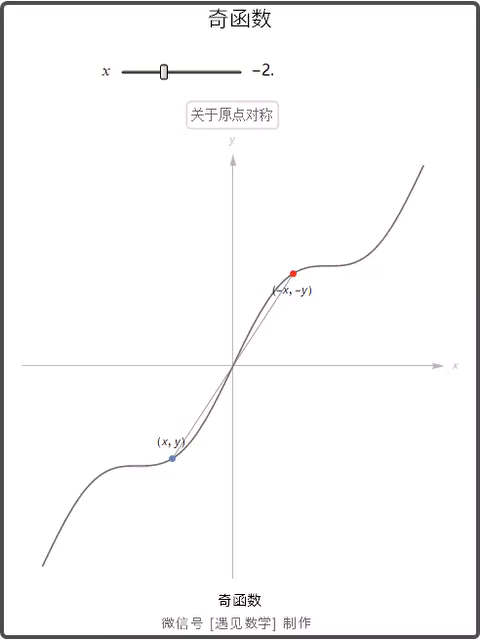 奇函数
x −2.
关于原点对称
y
(−x, −y)
x
(x, y)
奇函数
微信号 [遇见数学] 制作